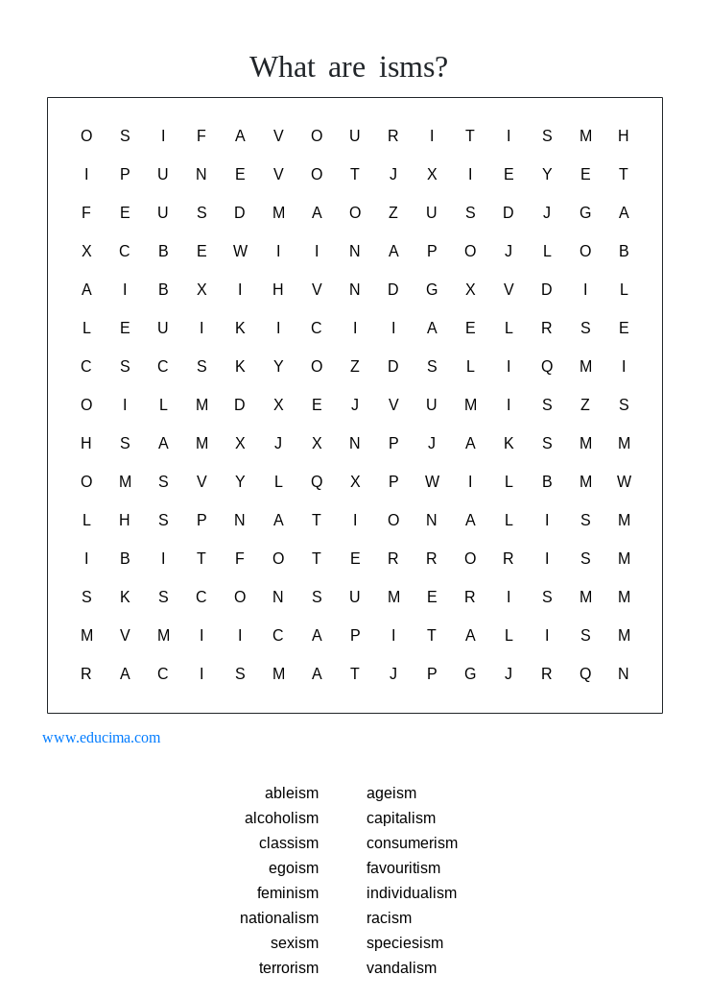 What are isms?
O S I F A V O U R I T I S M H
I P U N E V O T J X I E Y E T
F E U S D M A O Z U S D J G A
X C B E W I I N A P O J L O B
A I B X I H V N D G X V D I L
L E U I K I C I I A E L R S E
C S C S K Y O Z D S L I Q M I
O I L M D X E J V U M I S Z S
H S A M X J X N P J A K S M M
O M S V Y L Q X P W I L B M W
L H S P N A T I O N A L I S M
I B I T F O T E R R O R I S M
S K S C O N S U M E R I S M M
M V M I I C A P I T A L I S M
R A C I S M A T J P G J R Q N
www.educima.com
ableism ageism
alcoholism capitalism
classism consumerism
egoism favouritism
feminism individualism
nationalism racism
sexism speciesism
terrorism vandalism